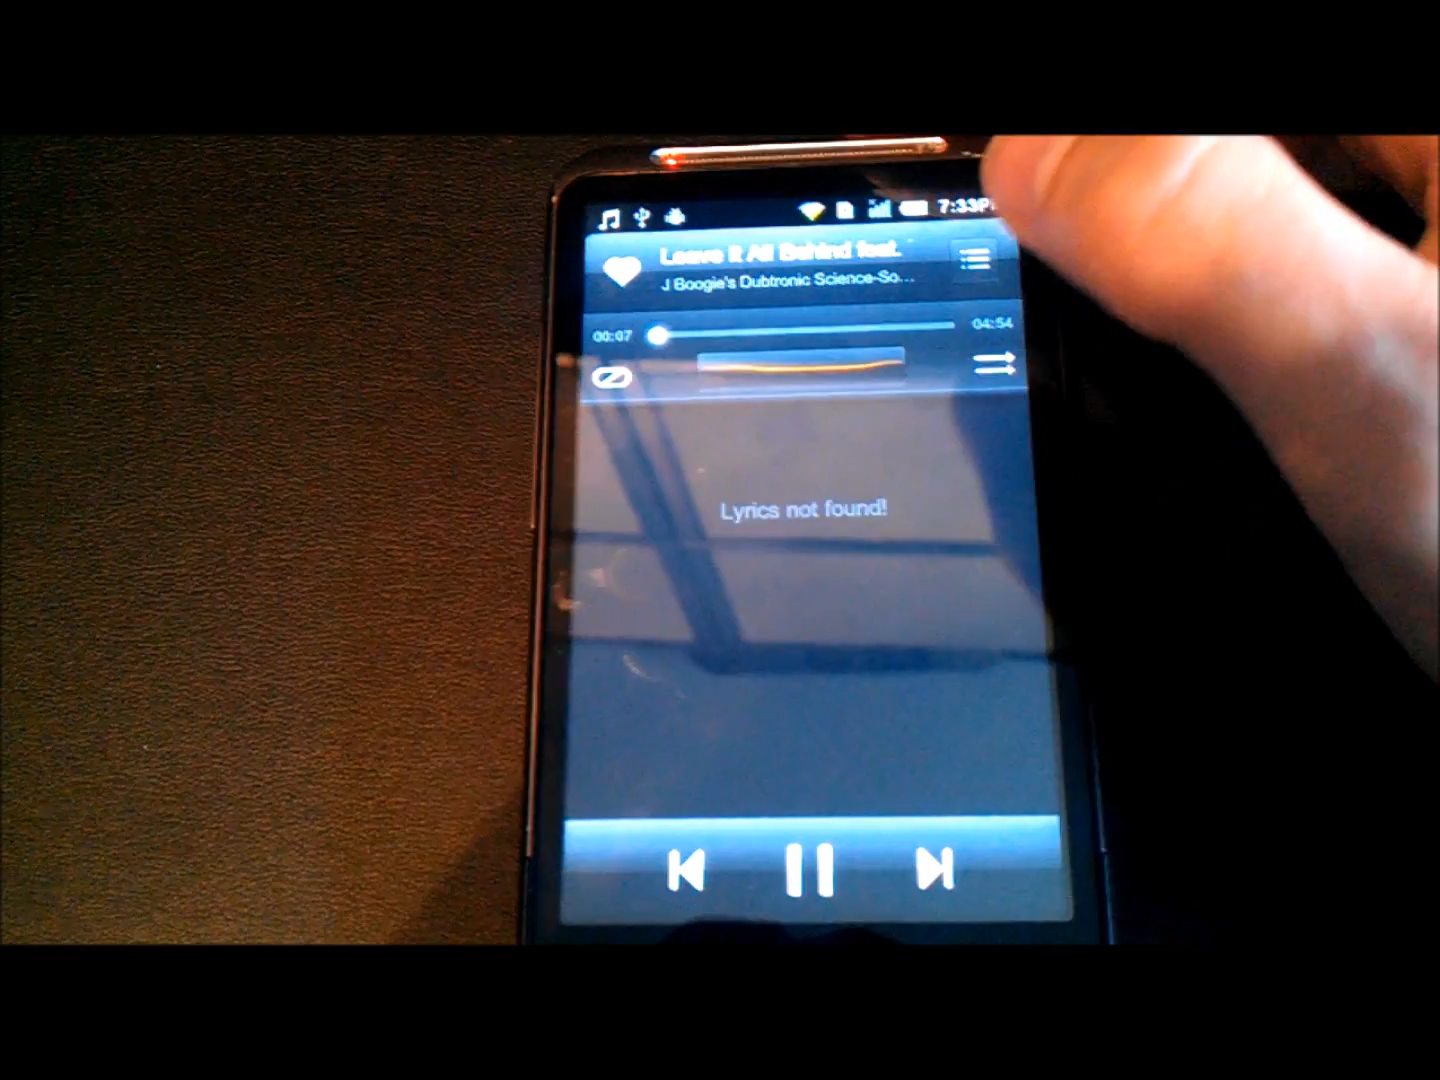 7:33P
Leave It All Behind feat.
J Boogie's Dubtronic Science-So...
00:07
04:54
Lyrics not found!